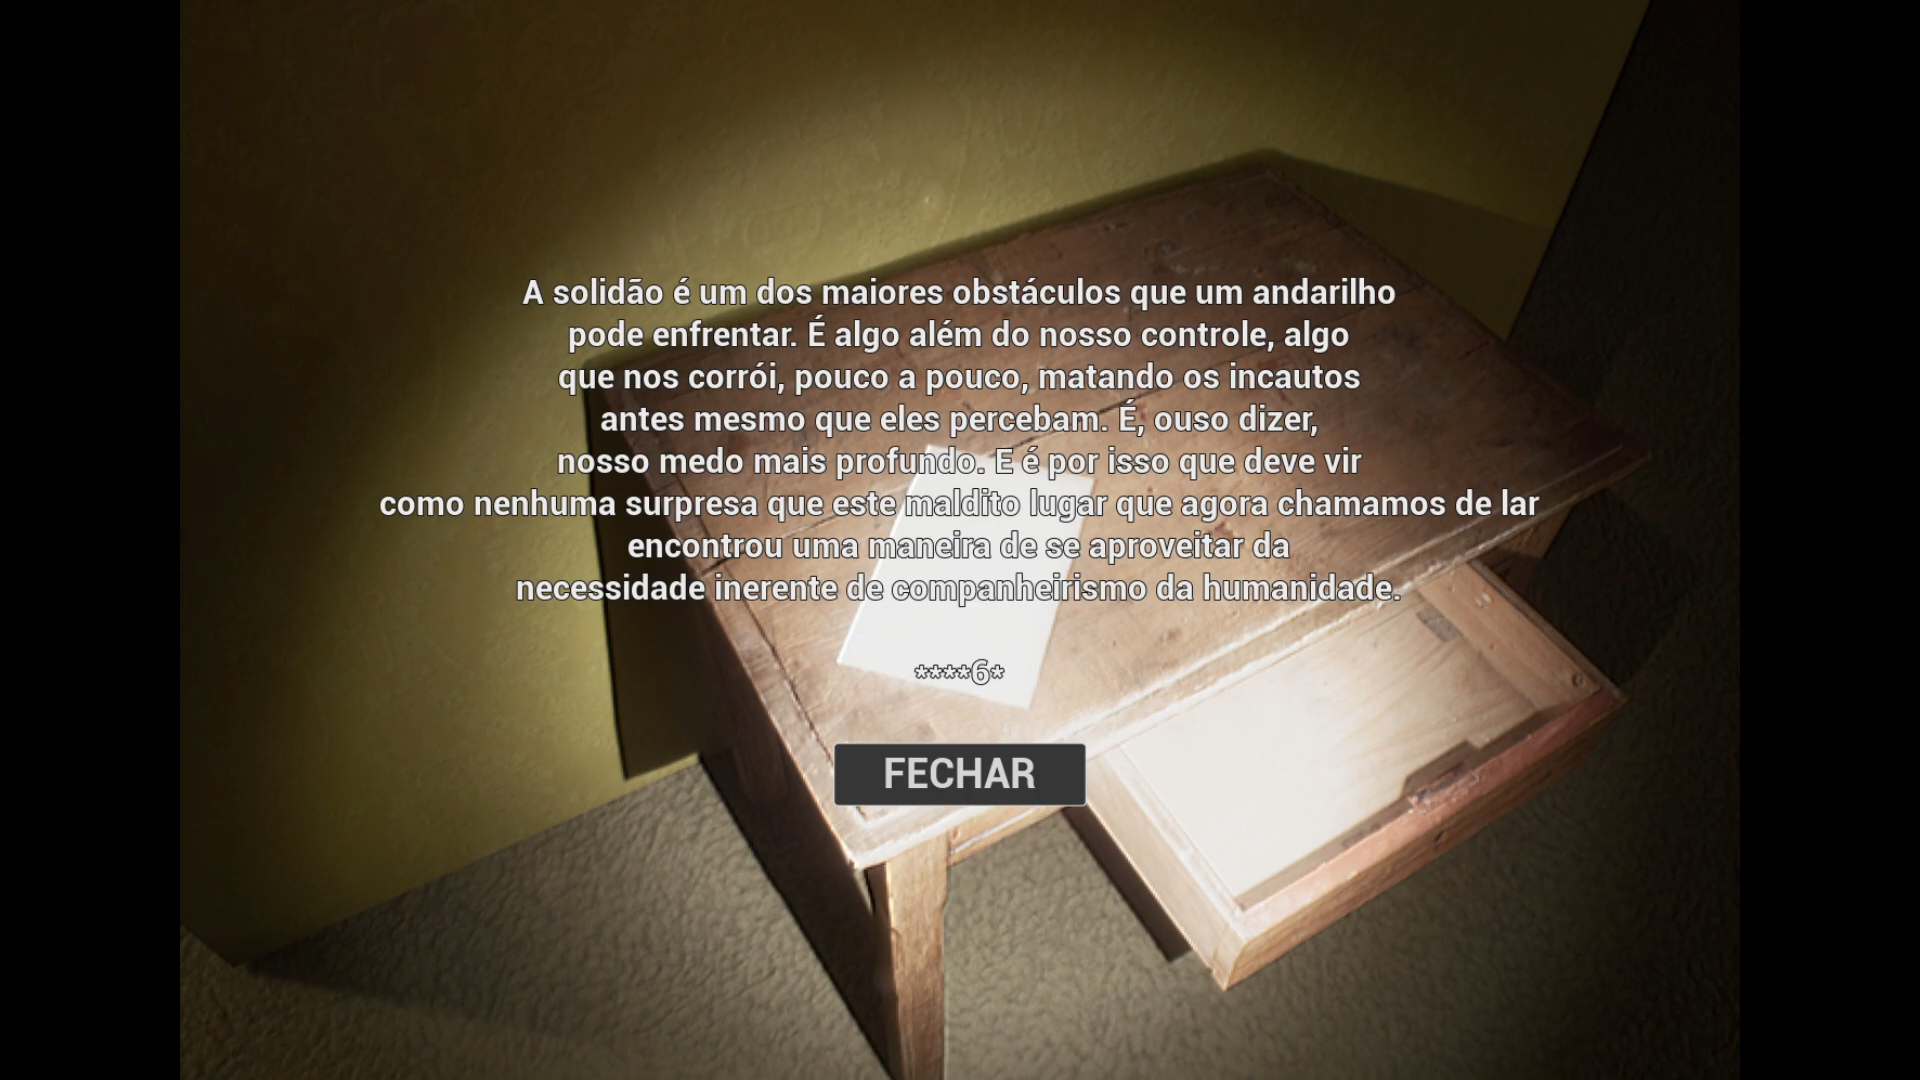 A solidão é um dos maiores obstáculos que um andarilho
pode enfrentar. É algo além do nosso controle, algo
que nos corrói, pouco a pouco, matando os incautos
antes mesmo que eles percebam. É, ouso dizer,
nosso medo mais profundo. E é por isso que deve vir
como nenhuma surpresa que este maldito lugar que agora chamamos de lar
encontrou uma maneira de se aproveitar da
necessidade inerente de companheirismo da humanidade.
****6*
FECHAR